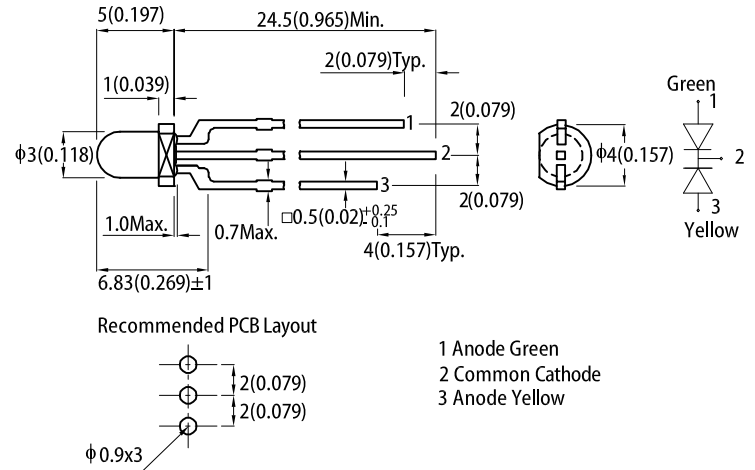 5(0.197)
24.5(0.965)Min.
2(0.079)Typ.
1(0.039)
Green
1
2(0.079)
1
ϕ3(0.118)
2
ϕ4(0.157)
2
3
2(0.079)
3
1.0Max.
0.7Max.
□0.5(0.02)+0.25
-0.1
Yellow
4(0.157)Typ.
6.83(0.269)±1
Recommended PCB Layout
2(0.079)
2(0.079)
ϕ0.9x3
1 Anode Green
2 Common Cathode
3 Anode Yellow